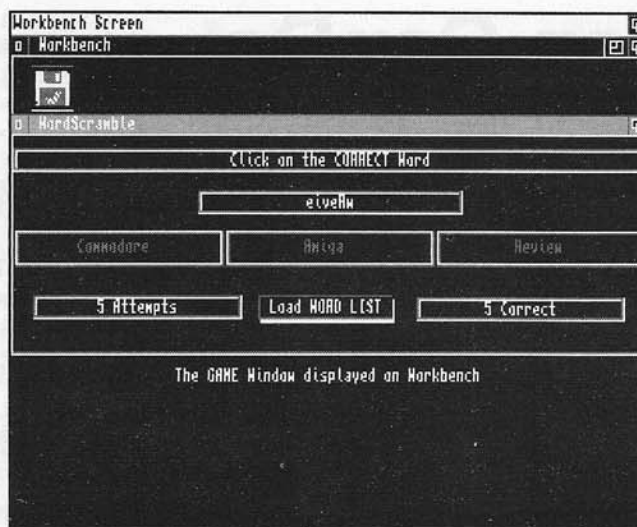 Workbench Screen
Workbench
WordScramble
Click on the CORRECT Word
eiveRw
Commodore Amiga Review
5 Attempts Load WORD LIST 5 Correct
The GAME Window displayed on Workbench